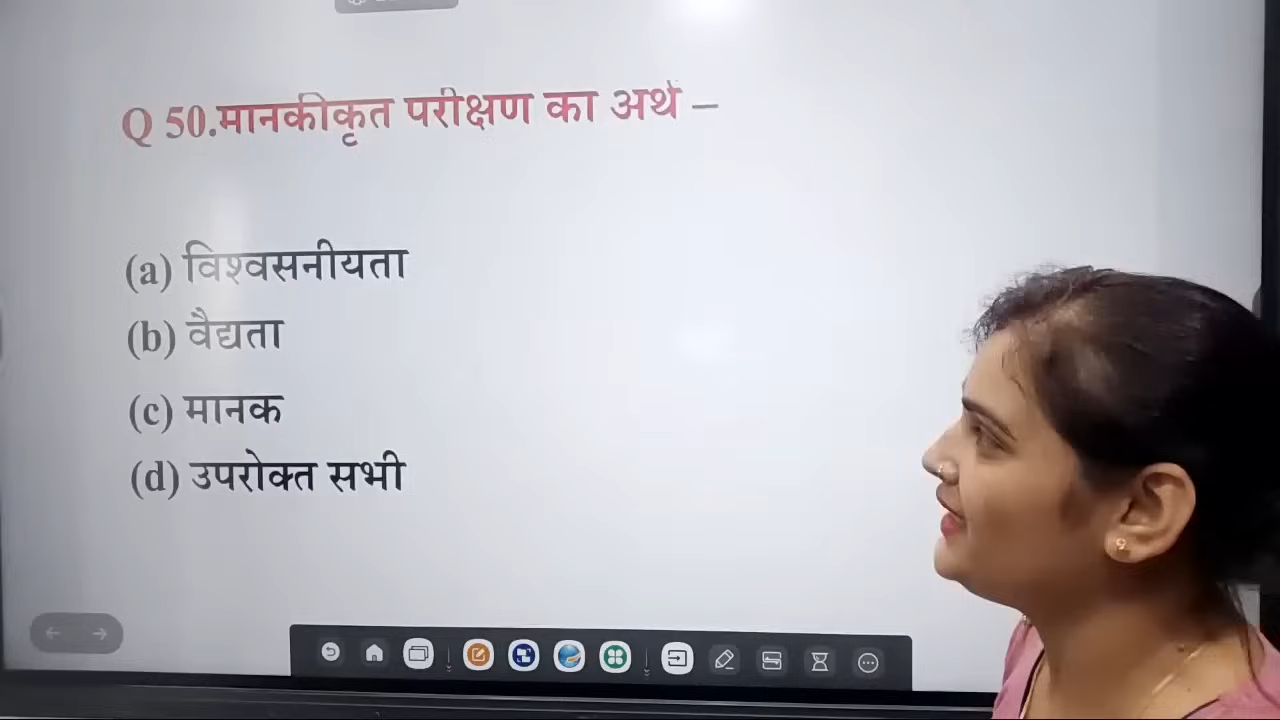 Q 50.मानकीकृत परीक्षण का अर्थ –
(a) विश्वसनीयता
(b) वैद्यता
(c) मानक
(d) उपरोक्त सभी